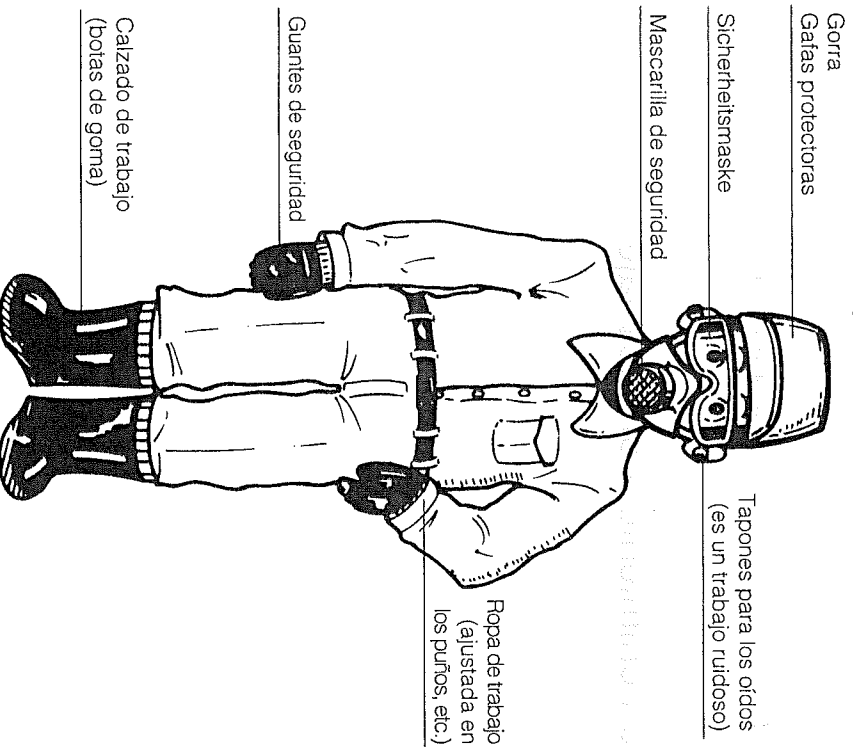 Gorra
Gafas protectoras
Sicherheitsmaske
Mascarilla de seguridad
Guantes de seguridad
Calzado de trabajo
(botas de goma)
Tapones para los oídos
(es un trabajo ruidoso)
Ropa de trabajo
(ajustada en
los puños, etc.)